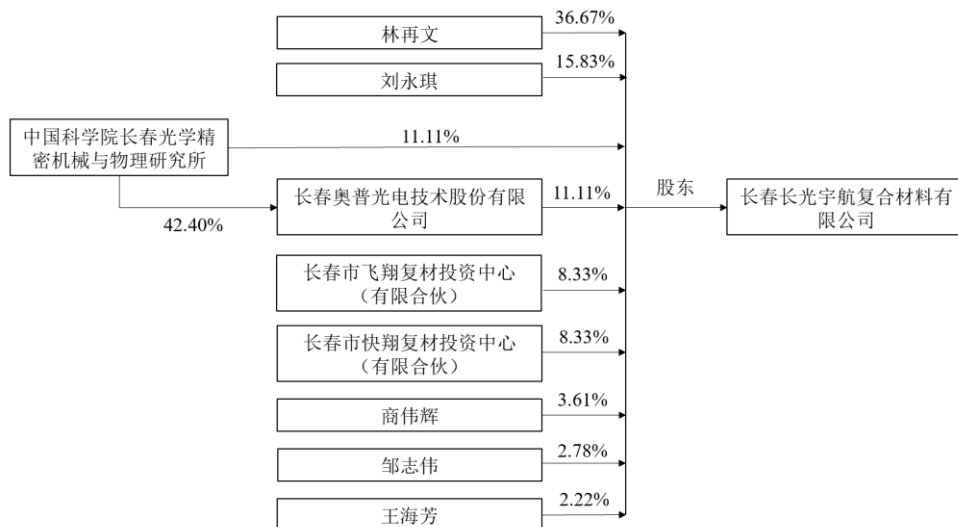 林再文
36.67%
刘永琪
15.83%
中国科学院长春光学精
密机械与物理研究所
11.11%
42.40%
长春奥普光电技术股份有限
公司
11.11%
股东
长春长光宇航复合材料有
限公司
长春市飞翔复材投资中心
（有限合伙）
8.33%
长春市快翔复材投资中心
（有限合伙）
8.33%
商伟辉
3.61%
邹志伟
2.78%
王海芳
2.22%